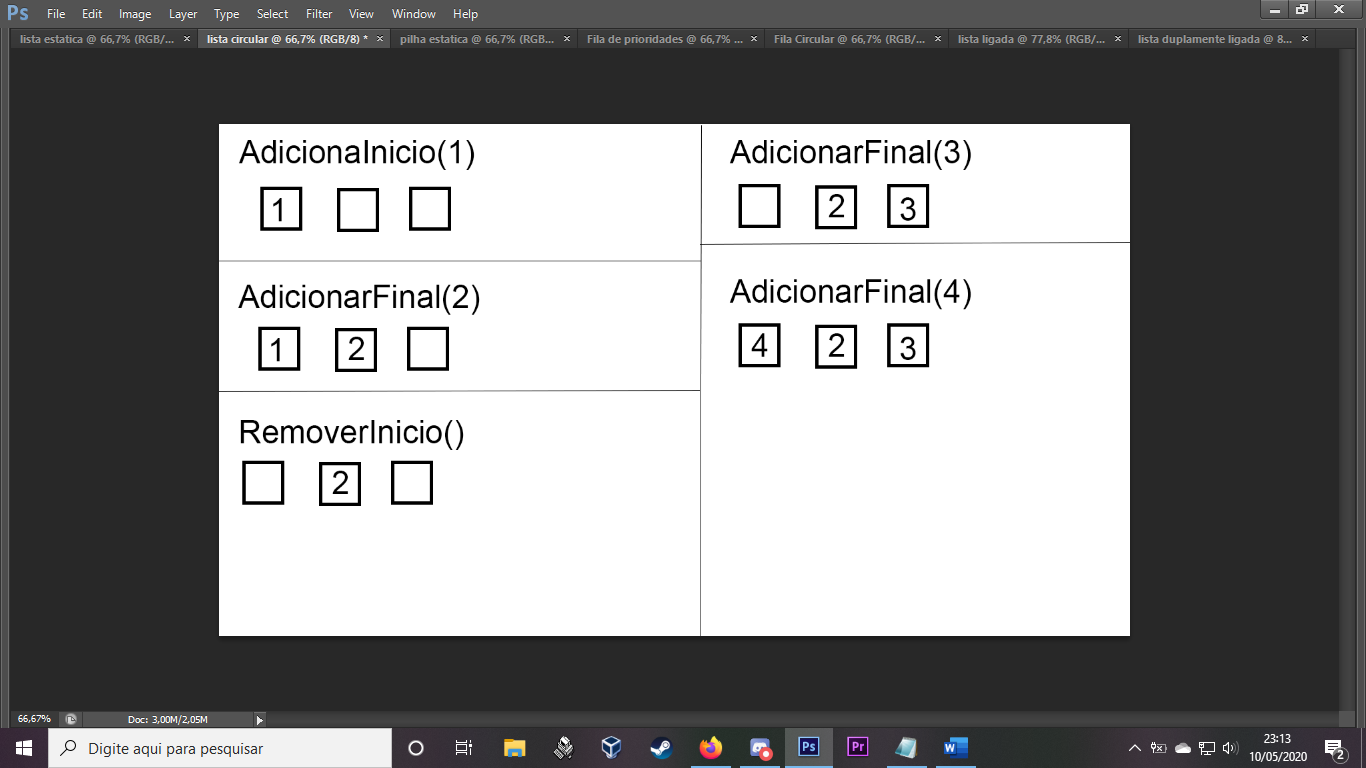 Ps File Edit Image Layer Type Select Filter View Window Help
lista estatica @ 66,7% (RGB/... × lista circular @ 66,7% (RGB/8) * × pilha estatica @ 66,7% (RGB... × Fila de prioridades @ 66,7% ... × Fila Circular @ 66,7% (RGB/... × lista ligada @ 77,8% (RGB/... × lista duplamente ligada @ 8... ×
AdicionaInicio(1)
1
AdicionarFinal(2)
1 2
RemoverInicio()
2
AdicionarFinal(3)
2 3
AdicionarFinal(4)
4 2 3
66,67% Doc: 3,00M/2,05M
Digite aqui para pesquisar
Ps Pr
23:13
10/05/2020
2